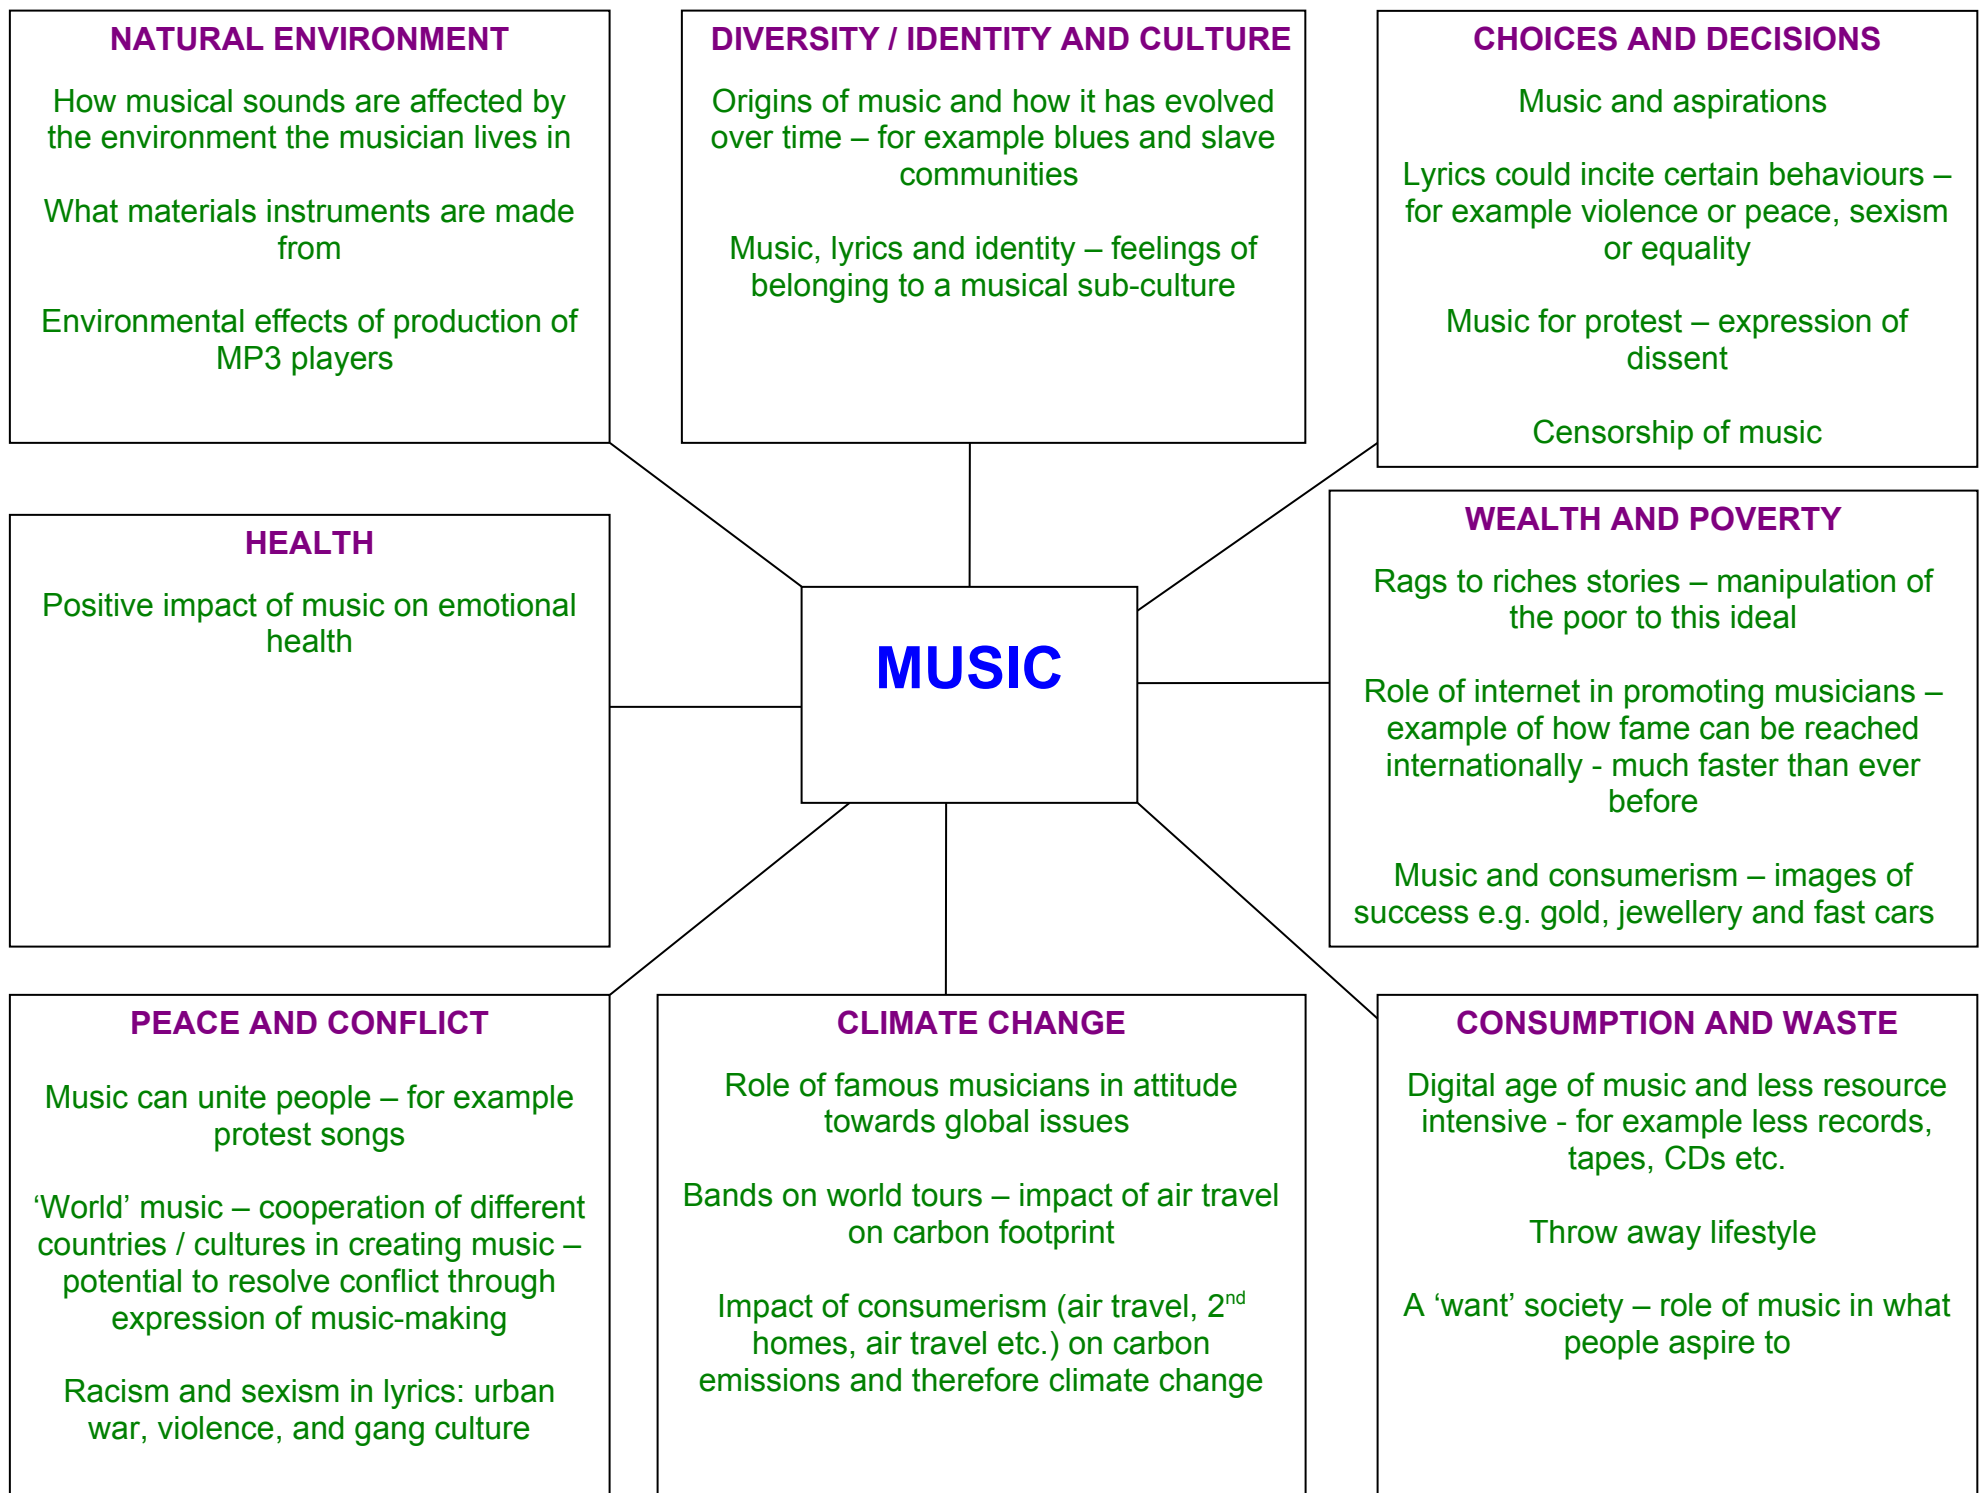 NATURAL ENVIRONMENT
How musical sounds are affected by
the environment the musician lives in
What materials instruments are made
from
Environmental effects of production of
MP3 players
DIVERSITY / IDENTITY AND CULTURE
Origins of music and how it has evolved
over time – for example blues and slave
communities
Music, lyrics and identity – feelings of
belonging to a musical sub-culture
CHOICES AND DECISIONS
Music and aspirations
Lyrics could incite certain behaviours –
for example violence or peace, sexism
or equality
Music for protest – expression of
dissent
Censorship of music
HEALTH
Positive impact of music on emotional
health
MUSIC
WEALTH AND POVERTY
Rags to riches stories – manipulation of
the poor to this ideal
Role of internet in promoting musicians –
example of how fame can be reached
internationally - much faster than ever
before
Music and consumerism – images of
success e.g. gold, jewellery and fast cars
PEACE AND CONFLICT
Music can unite people – for example
protest songs
‘World’ music – cooperation of different
countries / cultures in creating music –
potential to resolve conflict through
expression of music-making
Racism and sexism in lyrics: urban
war, violence, and gang culture
CLIMATE CHANGE
Role of famous musicians in attitude
towards global issues
Bands on world tours – impact of air travel
on carbon footprint
Impact of consumerism (air travel, 2nd
homes, air travel etc.) on carbon
emissions and therefore climate change
CONSUMPTION AND WASTE
Digital age of music and less resource
intensive - for example less records,
tapes, CDs etc.
Throw away lifestyle
A ‘want’ society – role of music in what
people aspire to